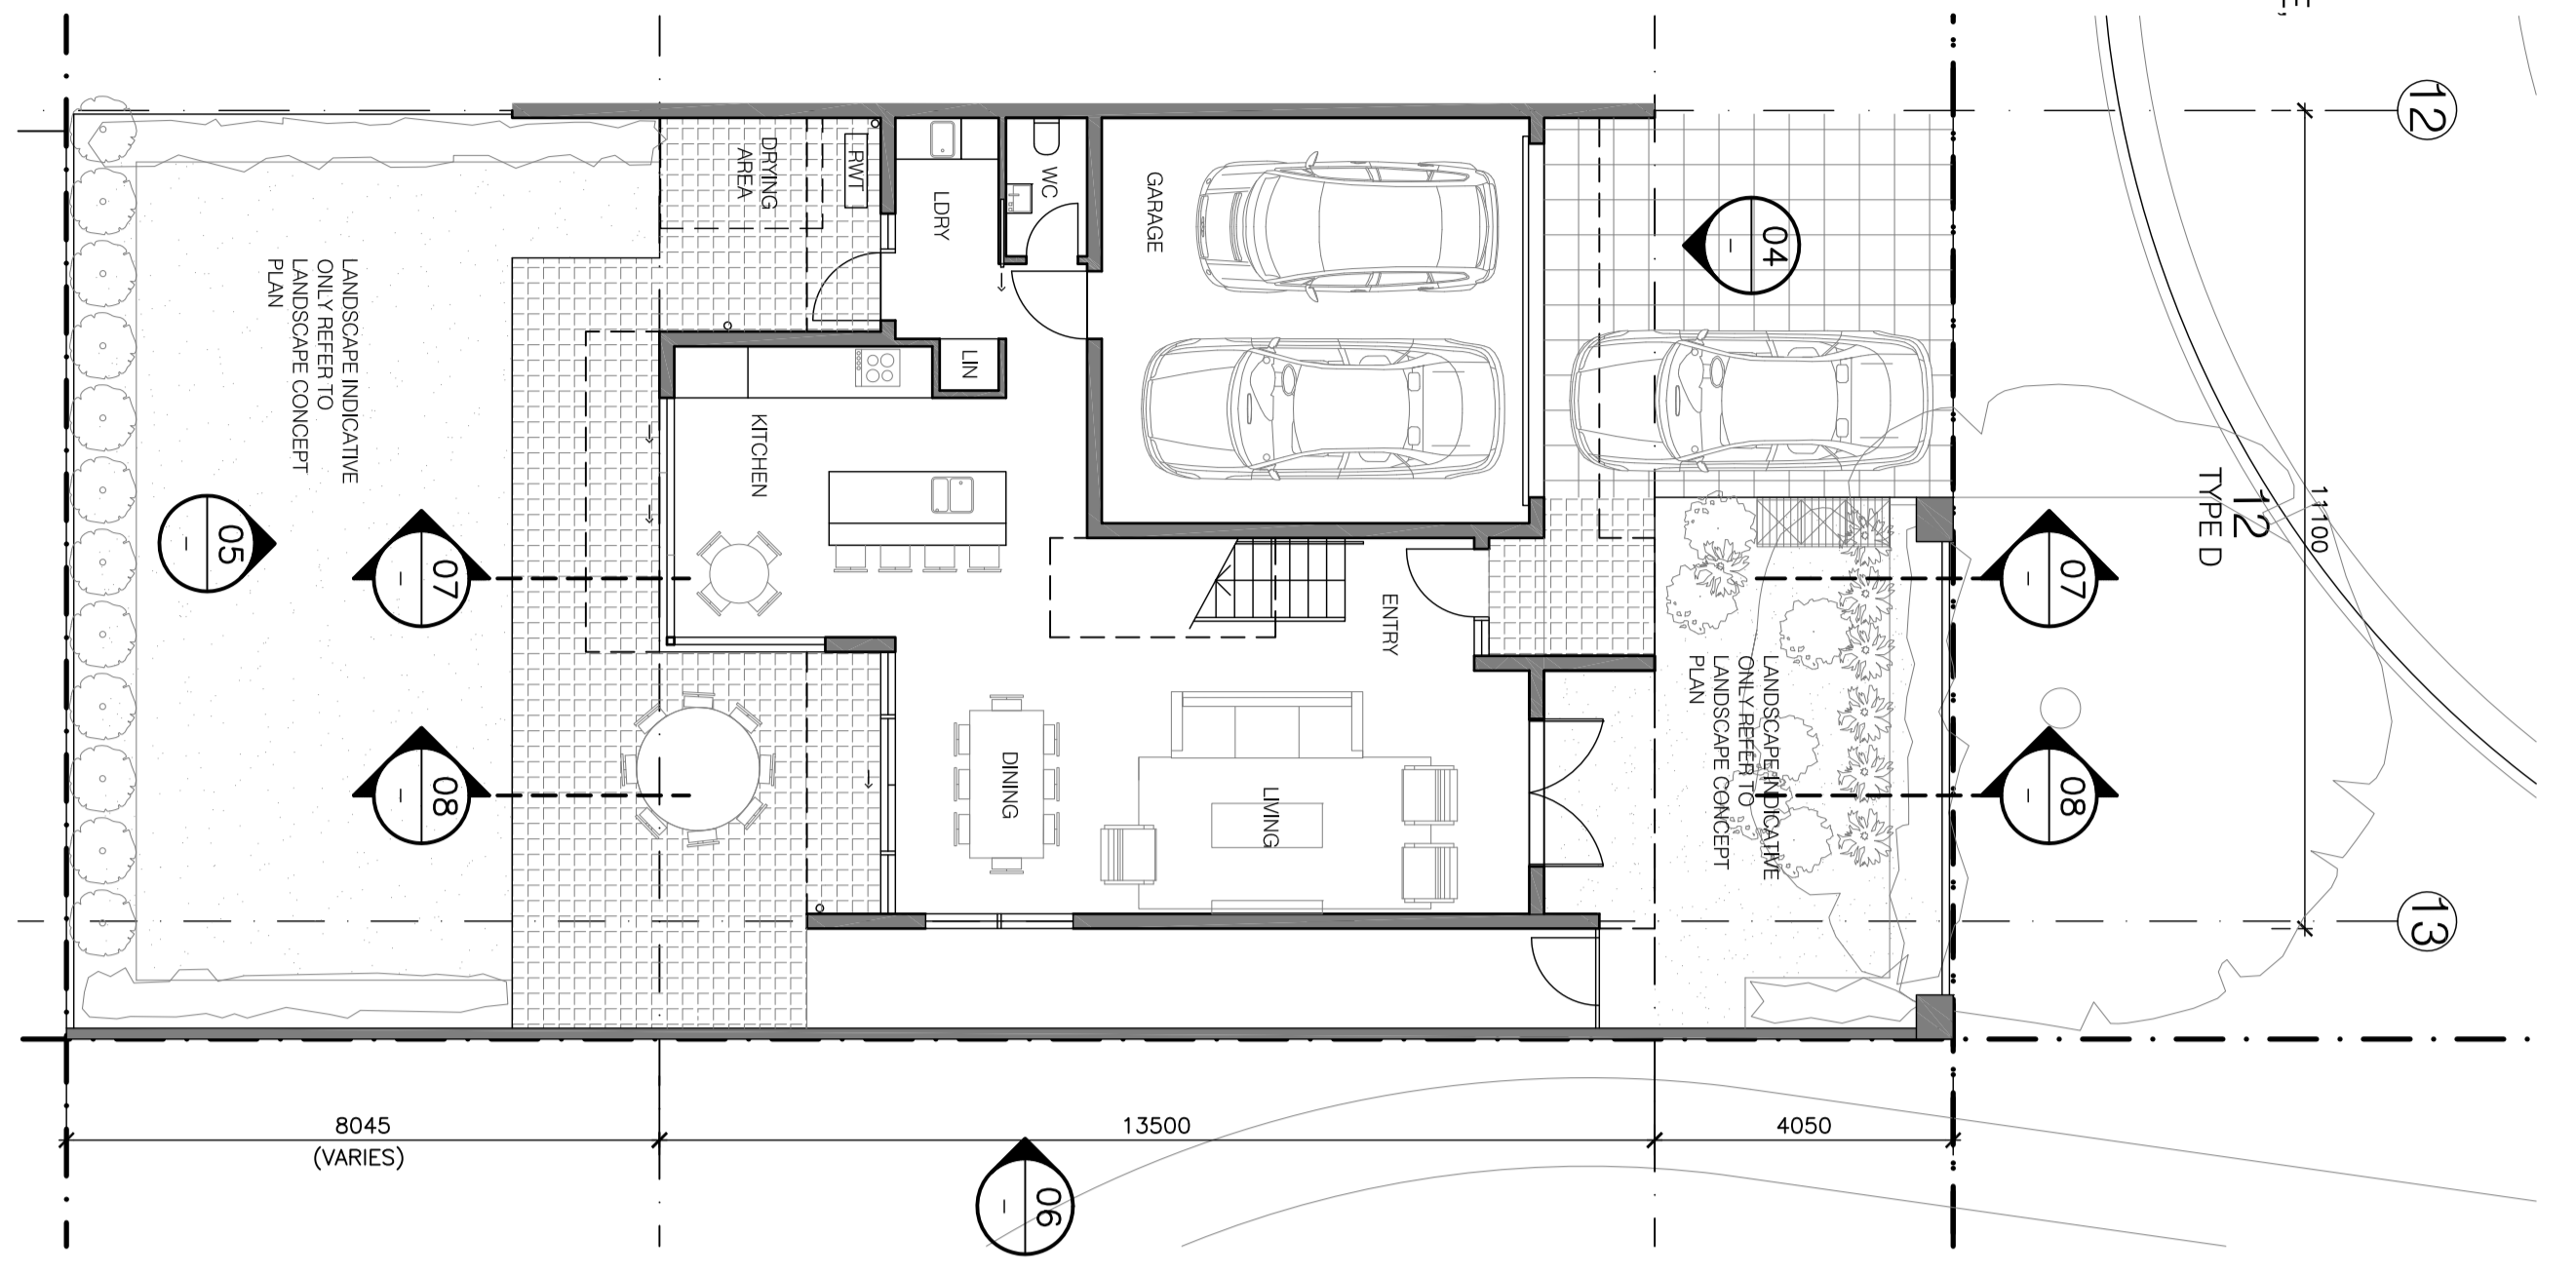 12
DRYING
AREA
RWT
LDRY
WC
GARAGE
04
-
LANDSCAPE INDICATIVE
ONLY REFER TO
LANDSCAPE CONCEPT
PLAN
LIN
KITCHEN
05
-
07
-
ENTRY
07
-
12
TYPE D
11100
LANDSCAPE INDICATIVE
ONLY REFER TO
LANDSCAPE CONCEPT
PLAN
08
-
DINING
LIVING
08
-
13
8045
(VARIES)
13500
4050
06
-